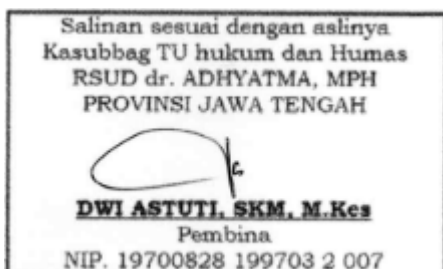 Salinan sesuai dengan aslinya
Kasubbag TU hukum dan Humas
RSUD dr. ADHYATMA, MPH
PROVINSI JAWA TENGAH
DWI ASTUTI, SKM, M.Kes
Pembina
NIP. 19700828 199703 2 007